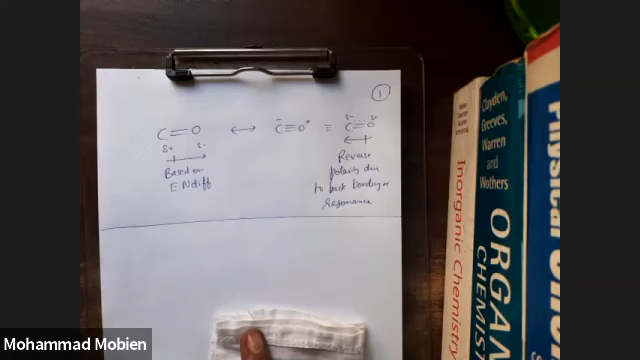 1
C=O ↔ C̄≡O⁺ ≡ C=O
δ+ δ-
δ- δ+
Based on
E.N diff
Reverse
polarity due
to back bonding or
resonance
Inorganic Chemistry
Clayden,
Greeves,
Warren
and
Wothers
ORGAN
CHEMIS
Physical
Mohammad Mobien